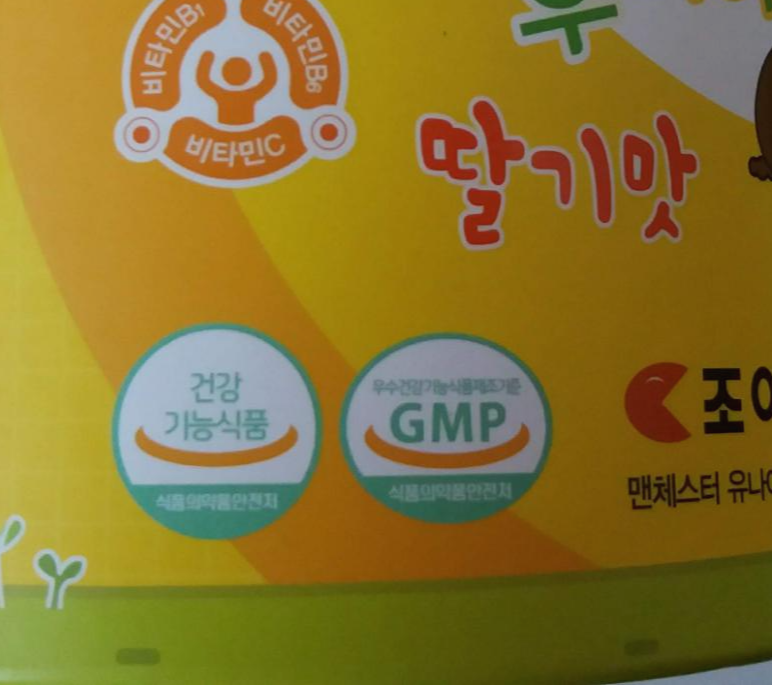 비타민B1
비타민B6
비타민C
딸기맛
건강
기능식품
식품의약품안전처
우수건강기능식품제조기준
GMP
식품의약품안전처
조
맨체스터 유나